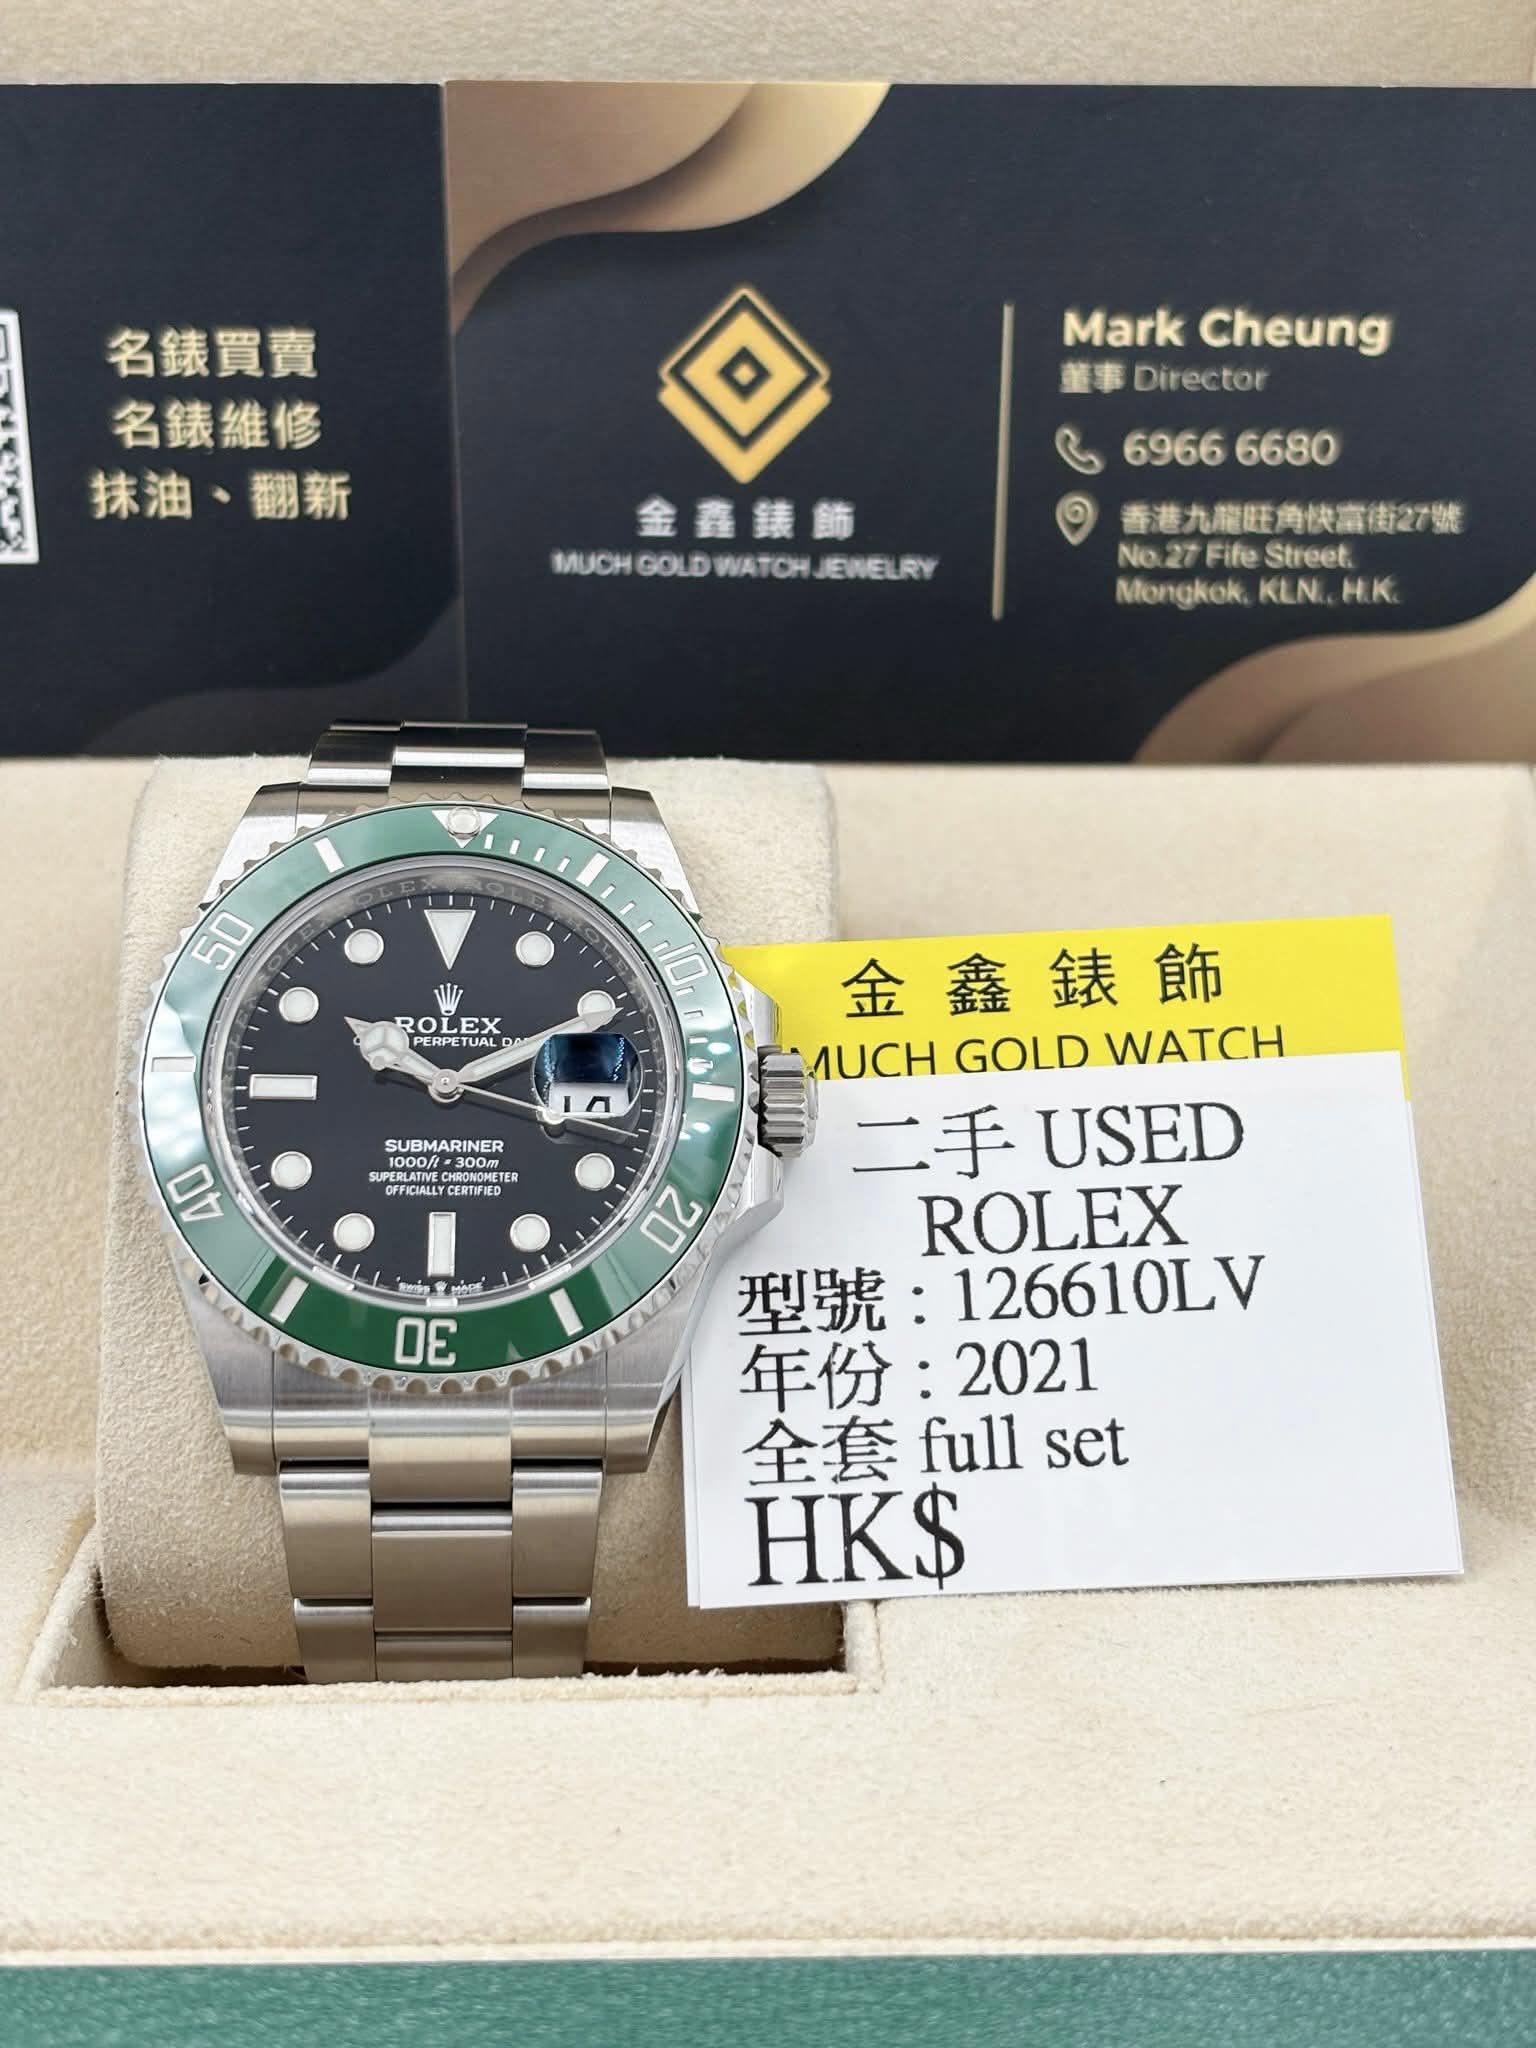 名錶買賣
名錶維修
抹油、翻新
金鑫錶飾
MUCH GOLD WATCH JEWELRY
Mark Cheung
董事 Director
6966 6680
香港九龍旺角快富街27號
No.27 Fife Street,
Mongkok, KLN., H.K.
50
10
40
20
30
ROLEX
PERPETUAL
SUBMARINER
1000ft = 300m
SUPERLATIVE CHRONOMETER
OFFICIALLY CERTIFIED
SWISS MADE
金鑫錶飾
MUCH GOLD WATCH
二手 USED
ROLEX
型號 : 126610LV
年份 : 2021
全套 full set
HK$